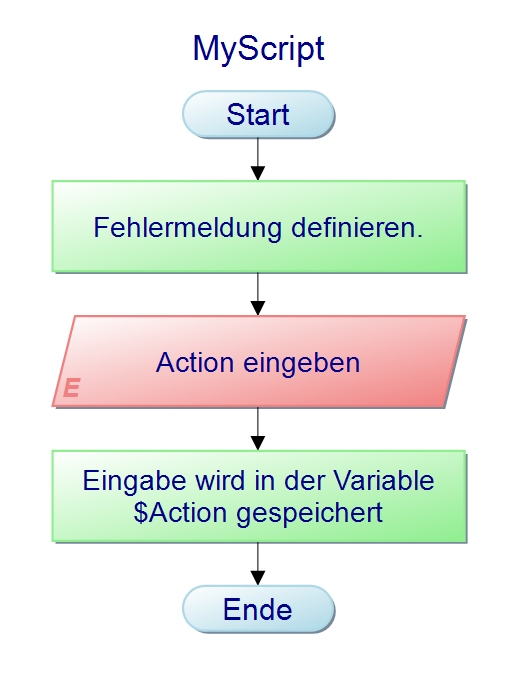 MyScript
Start
Fehlermeldung definieren.
Action eingeben
E
Eingabe wird in der Variable
$Action gespeichert
Ende